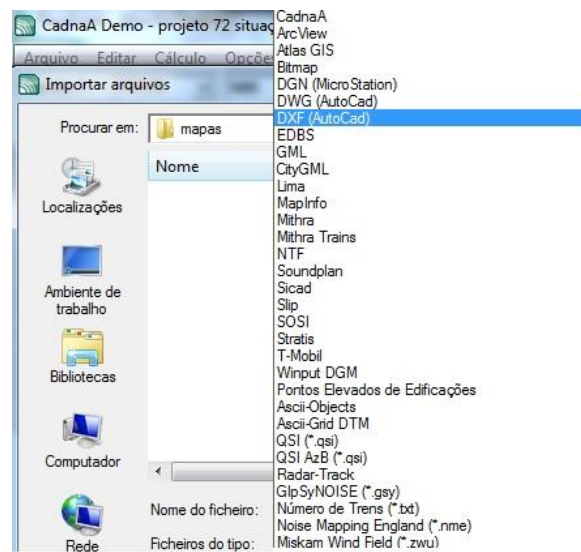 CadnaA Demo - projeto 72 situaç
Arquivo Editar Cálculo Opçõe
Importar arquivos
Procurar em: mapas
Nome
Localizações
Ambiente de
trabalho
Bibliotecas
Computador
Rede
Nome do ficheiro:
Ficheiros do tipo:
CadnaA
ArcView
Atlas GIS
Bitmap
DGN (MicroStation)
DWG (AutoCad)
DXF (AutoCad)
EDBS
GML
CityGML
Lima
MapInfo
Mithra
Mithra Trains
NTF
Soundplan
Sicad
Slip
SOSI
Stratis
T-Mobil
Winput DGM
Pontos Elevados de Edificações
Ascii-Objects
Ascii-Grid DTM
QSI (*.qsi)
QSI AzB (*.qsi)
Radar-Track
GlpSyNOISE (*.gsy)
Número de Trens (*.txt)
Noise Mapping England (*.nme)
Miskam Wind Field (*.zwu)